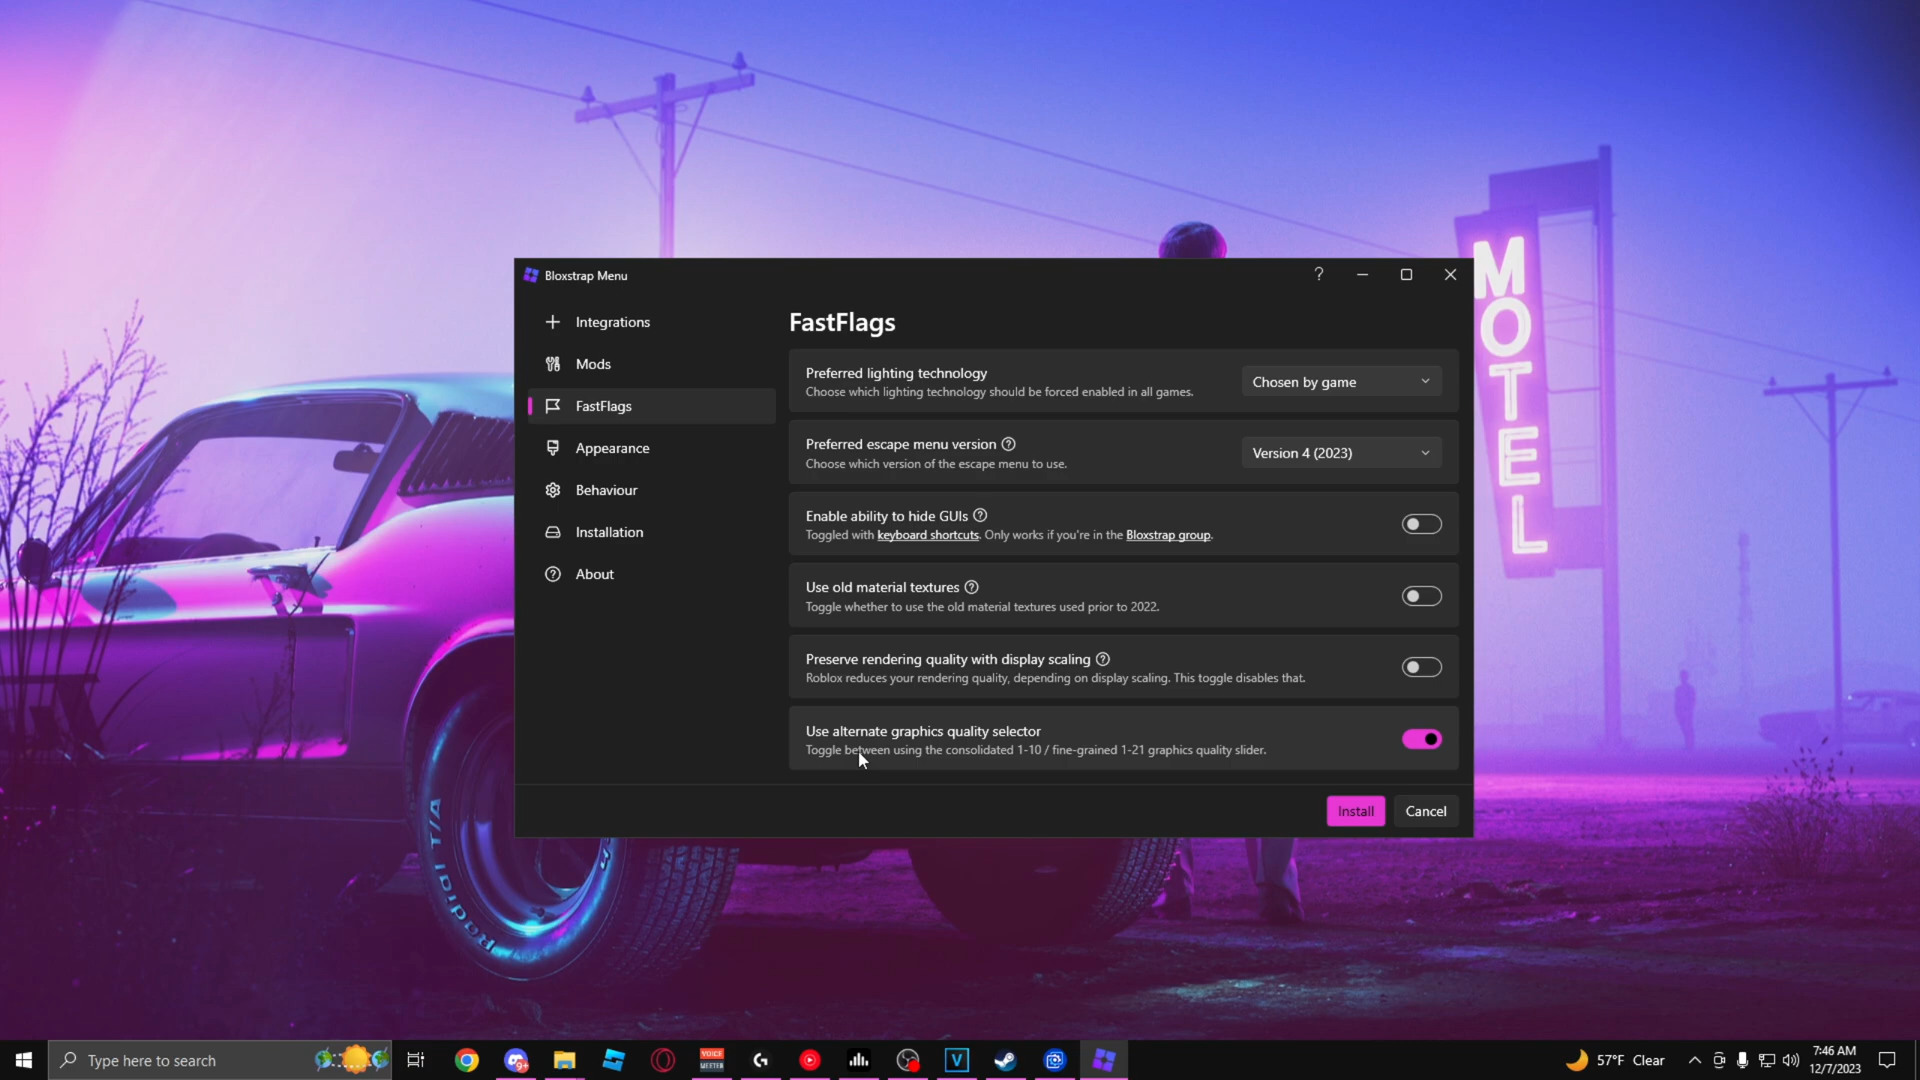 MOTEL
Bloxstrap Menu
Integrations
Mods
FastFlags
Appearance
Behaviour
Installation
About
FastFlags
Preferred lighting technology
Choose which lighting technology should be forced enabled in all games.
Chosen by game
Preferred escape menu version
Choose which version of the escape menu to use.
Version 4 (2023)
Enable ability to hide GUIs
Toggled with keyboard shortcuts. Only works if you're in the Bloxstrap group.
Use old material textures
Toggle whether to use the old material textures used prior to 2022.
Preserve rendering quality with display scaling
Roblox reduces your rendering quality, depending on display scaling. This toggle disables that.
Use alternate graphics quality selector
Toggle between using the consolidated 1-10 / fine-grained 1-21 graphics quality slider.
Install
Cancel
Radial T/A
Type here to search
9+
VOICE
MEETER
V
57°F Clear
7:46 AM
12/7/2023